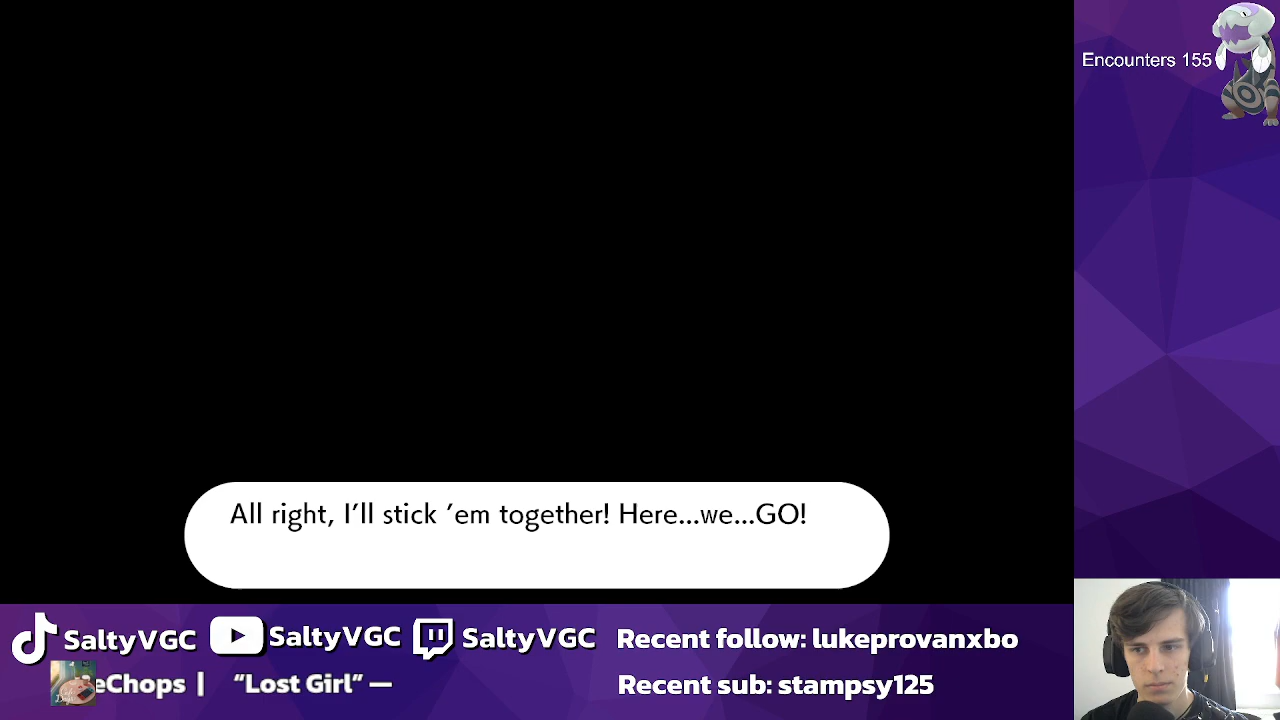 Encounters 155
All right, I’ll stick ’em together! Here...we...GO!
SaltyVGC SaltyVGC SaltyVGC Recent follow: lukeprovanxbo
eChops | “Lost Girl” — Recent sub: stampsy125